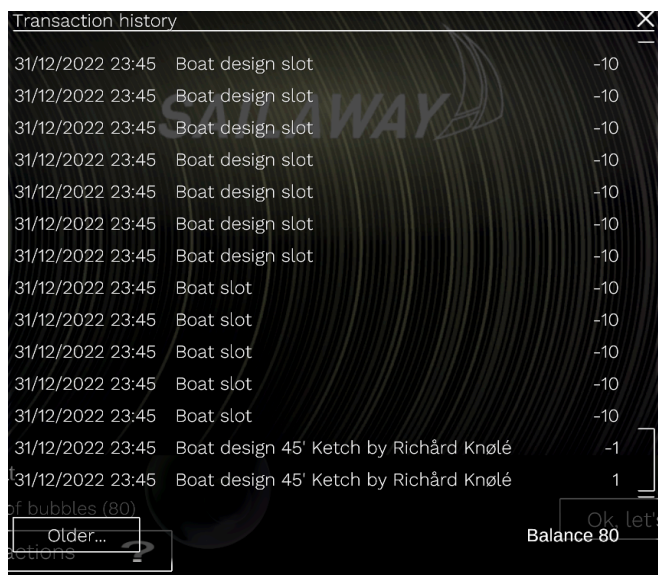 Transaction history X
31/12/2022 23:45 Boat design slot -10
31/12/2022 23:45 Boat design slot -10
SAILAWAY
31/12/2022 23:45 Boat design slot -10
31/12/2022 23:45 Boat design slot -10
31/12/2022 23:45 Boat design slot -10
31/12/2022 23:45 Boat design slot -10
31/12/2022 23:45 Boat design slot -10
31/12/2022 23:45 Boat slot -10
31/12/2022 23:45 Boat slot -10
31/12/2022 23:45 Boat slot -10
31/12/2022 23:45 Boat slot -10
31/12/2022 23:45 Boat slot -10
31/12/2022 23:45 Boat design 45' Ketch by Richård Knølé -1
31/12/2022 23:45 Boat design 45' Ketch by Richård Knølé 1
of bubbles (80)
Ok, let's
Older... Balance 80
actions ?